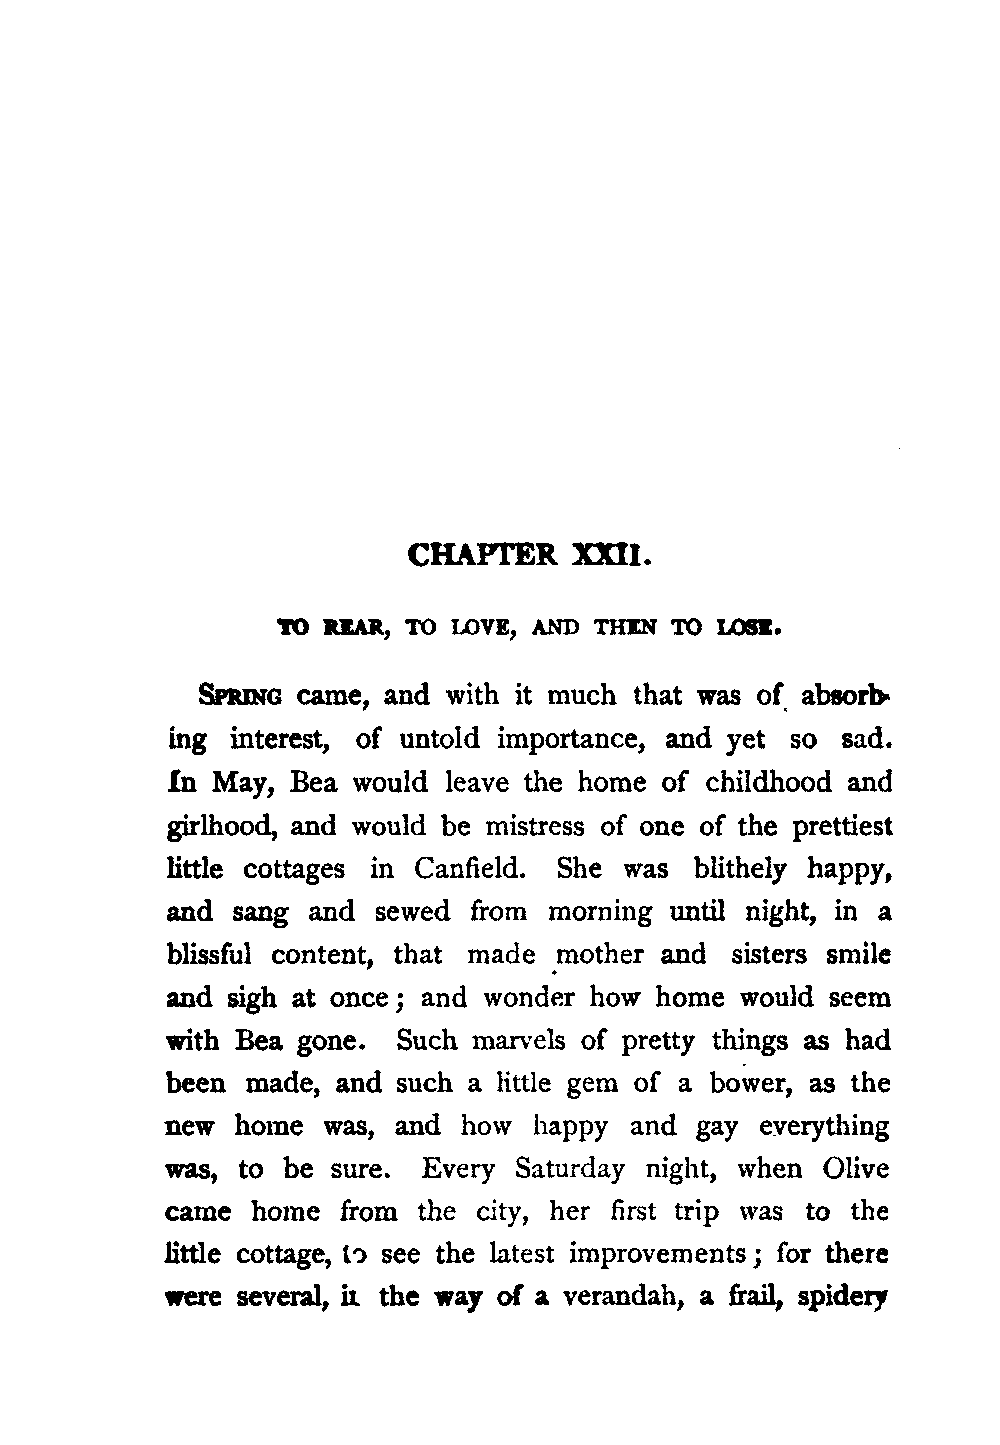 CHAPTER XXII.
TO REAR, TO LOVE, AND THEN TO LOSE.
SPRING came, and with it much that was of absorb-
ing interest, of untold importance, and yet so sad.
In May, Bea would leave the home of childhood and
girlhood, and would be mistress of one of the prettiest
little cottages in Canfield. She was blithely happy,
and sang and sewed from morning until night, in a
blissful content, that made mother and sisters smile
and sigh at once; and wonder how home would seem
with Bea gone. Such marvels of pretty things as had
been made, and such a little gem of a bower, as the
new home was, and how happy and gay everything
was, to be sure. Every Saturday night, when Olive
came home from the city, her first trip was to the
little cottage, to see the latest improvements; for there
were several, in the way of a verandah, a frail, spidery